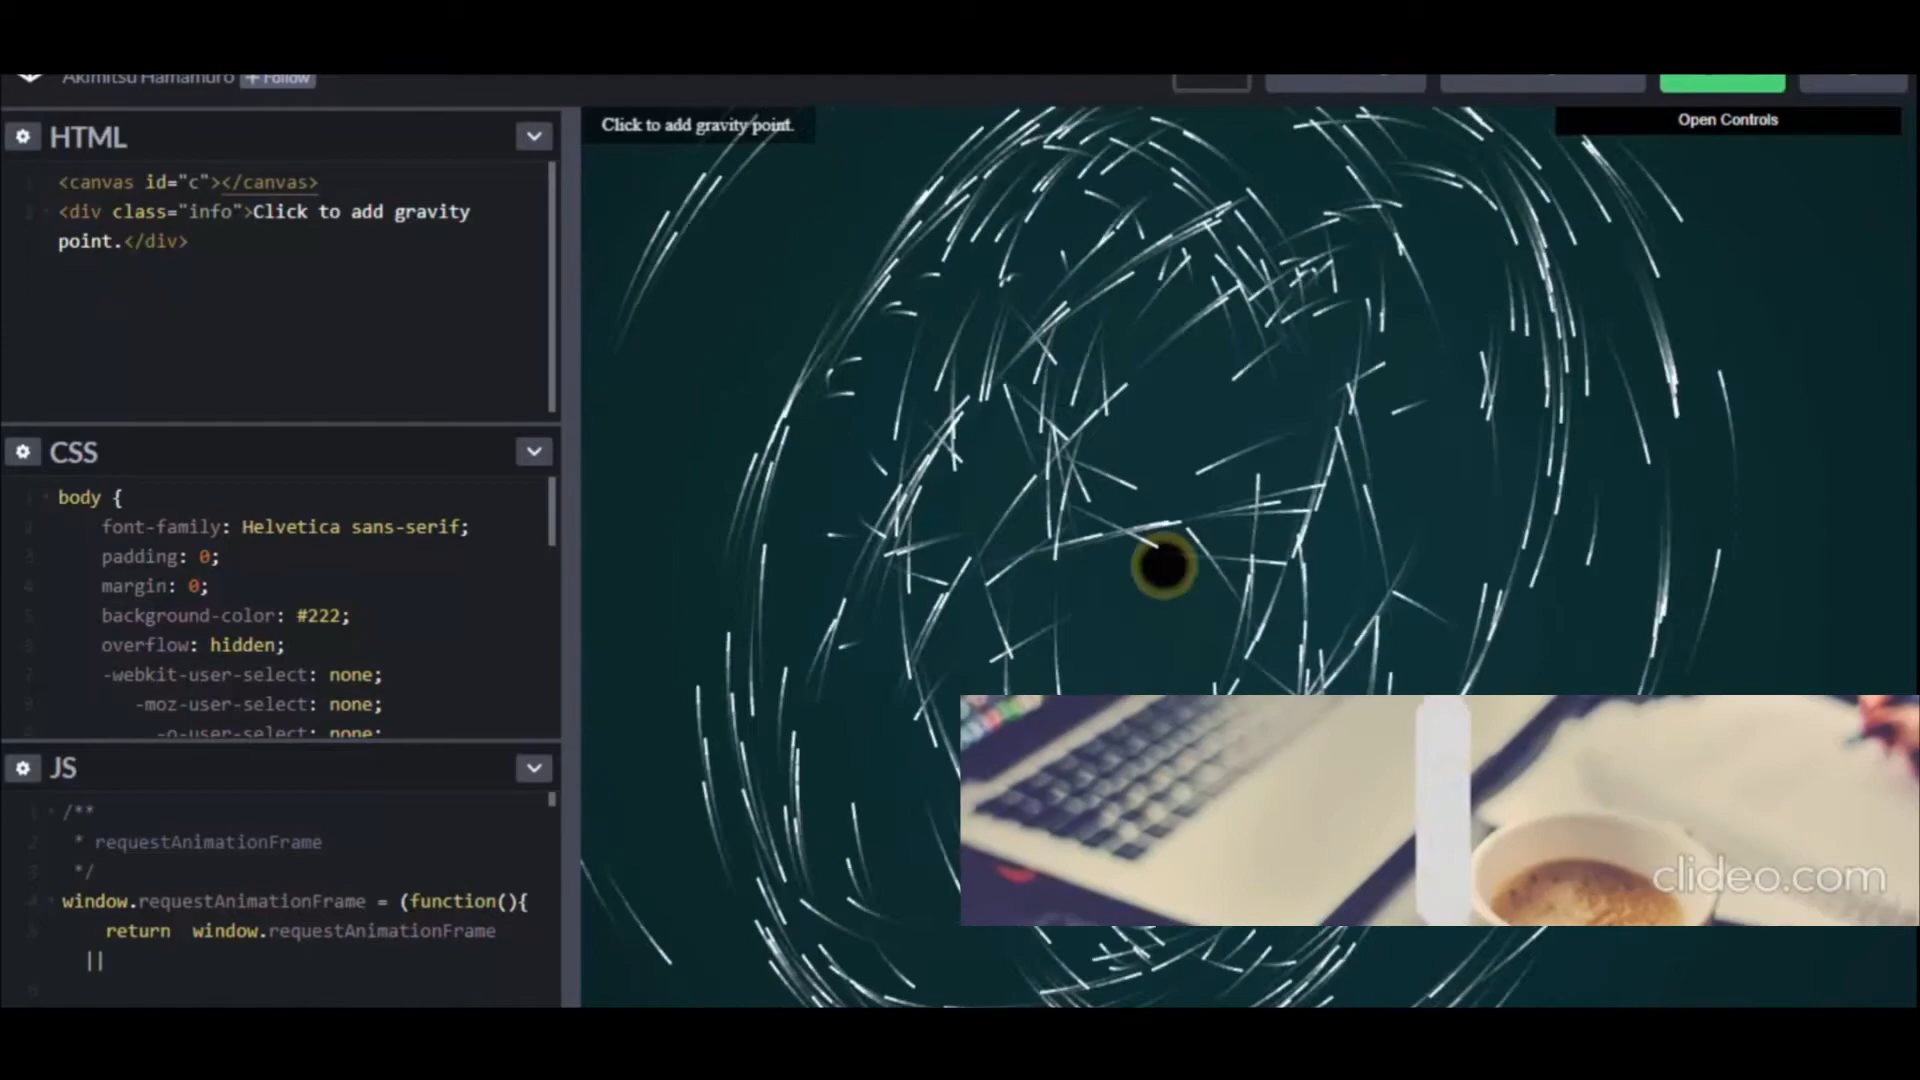 Akimitsu Hamamuro + Follow
HTML
<canvas id="c"></canvas>
<div class="info">Click to add gravity
point.</div>
CSS
body {
font-family: Helvetica sans-serif;
padding: 0;
margin: 0;
background-color: #222;
overflow: hidden;
-webkit-user-select: none;
-moz-user-select: none;
-o-user-select: none;
JS
/**
* requestAnimationFrame
*/
window.requestAnimationFrame = (function(){
return window.requestAnimationFrame
||
Click to add gravity point.
Open Controls
clideo.com